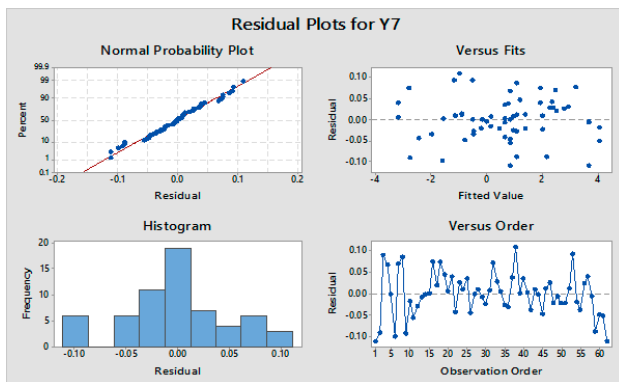 Residual Plots for Y7
Normal Probability Plot
99.9
99
90
50
10
1
0.1
Percent
-0.2
-0.1
0.0
0.1
0.2
Residual
Versus Fits
0.10
0.05
0.00
-0.05
-0.10
Residual
-4
-2
0
2
4
Fitted Value
Histogram
20
15
10
5
0
Frequency
-0.10
-0.05
0.00
0.05
0.10
Residual
Versus Order
0.10
0.05
0.00
-0.05
-0.10
Residual
1 5 10 15 20 25 30 35 40 45 50 55 60
Observation Order